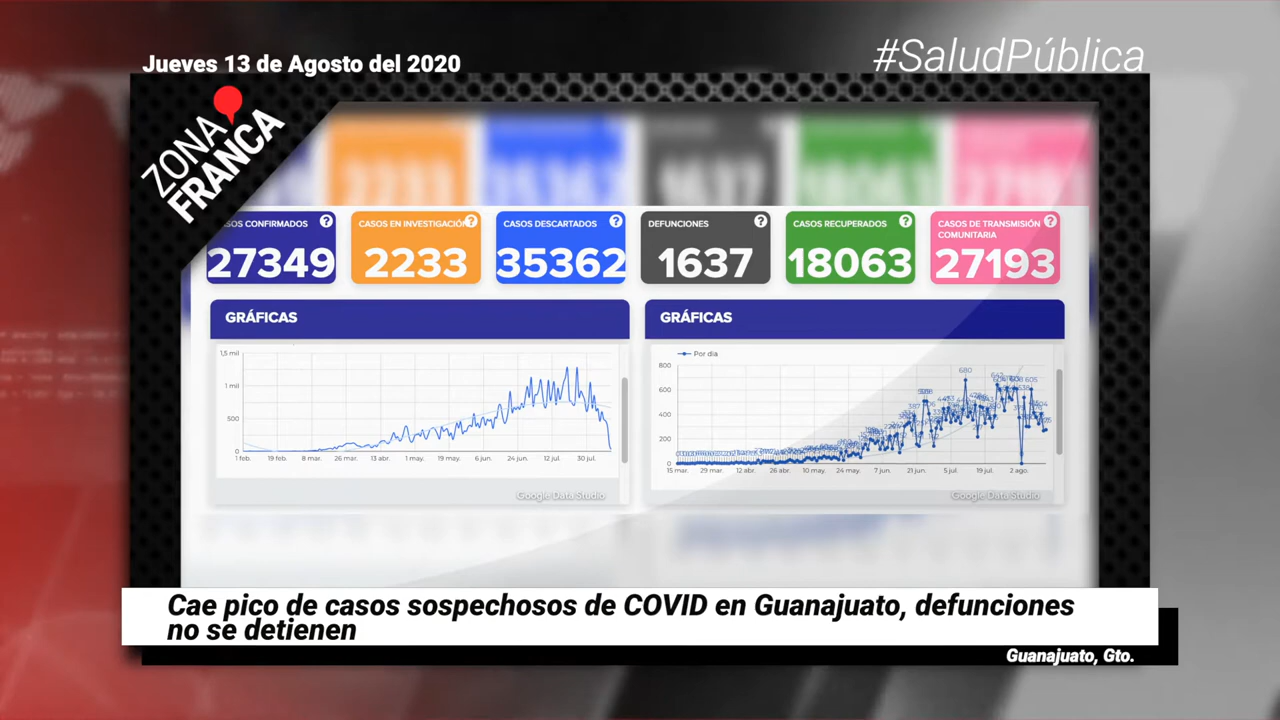 Jueves 13 de Agosto del 2020
#SaludPública
ZONA
FRANCA
SOS CONFIRMADOS
27349
CASOS EN INVESTIGACIÓN
2233
CASOS DESCARTADOS
35362
DEFUNCIONES
1637
CASOS RECUPERADOS
18063
CASOS DE TRANSMISIÓN
COMUNITARIA
27193
GRÁFICAS
1,5 mil
1 mil
500
0
1 feb. 19 feb. 8 mar. 26 mar. 13 abr. 1 may. 19 may. 6 jun. 24 jun. 12 jul. 30 jul.
Google Data Studio
GRÁFICAS
Por dia
800
600
400
200
0
680
605
15 mar. 29 mar. 12 abr. 26 abr. 10 may. 24 may. 7 jun. 21 jun. 5 jul. 19 jul. 2 ago.
Google Data Studio
Cae pico de casos sospechosos de COVID en Guanajuato, defunciones
no se detienen
Guanajuato, Gto.